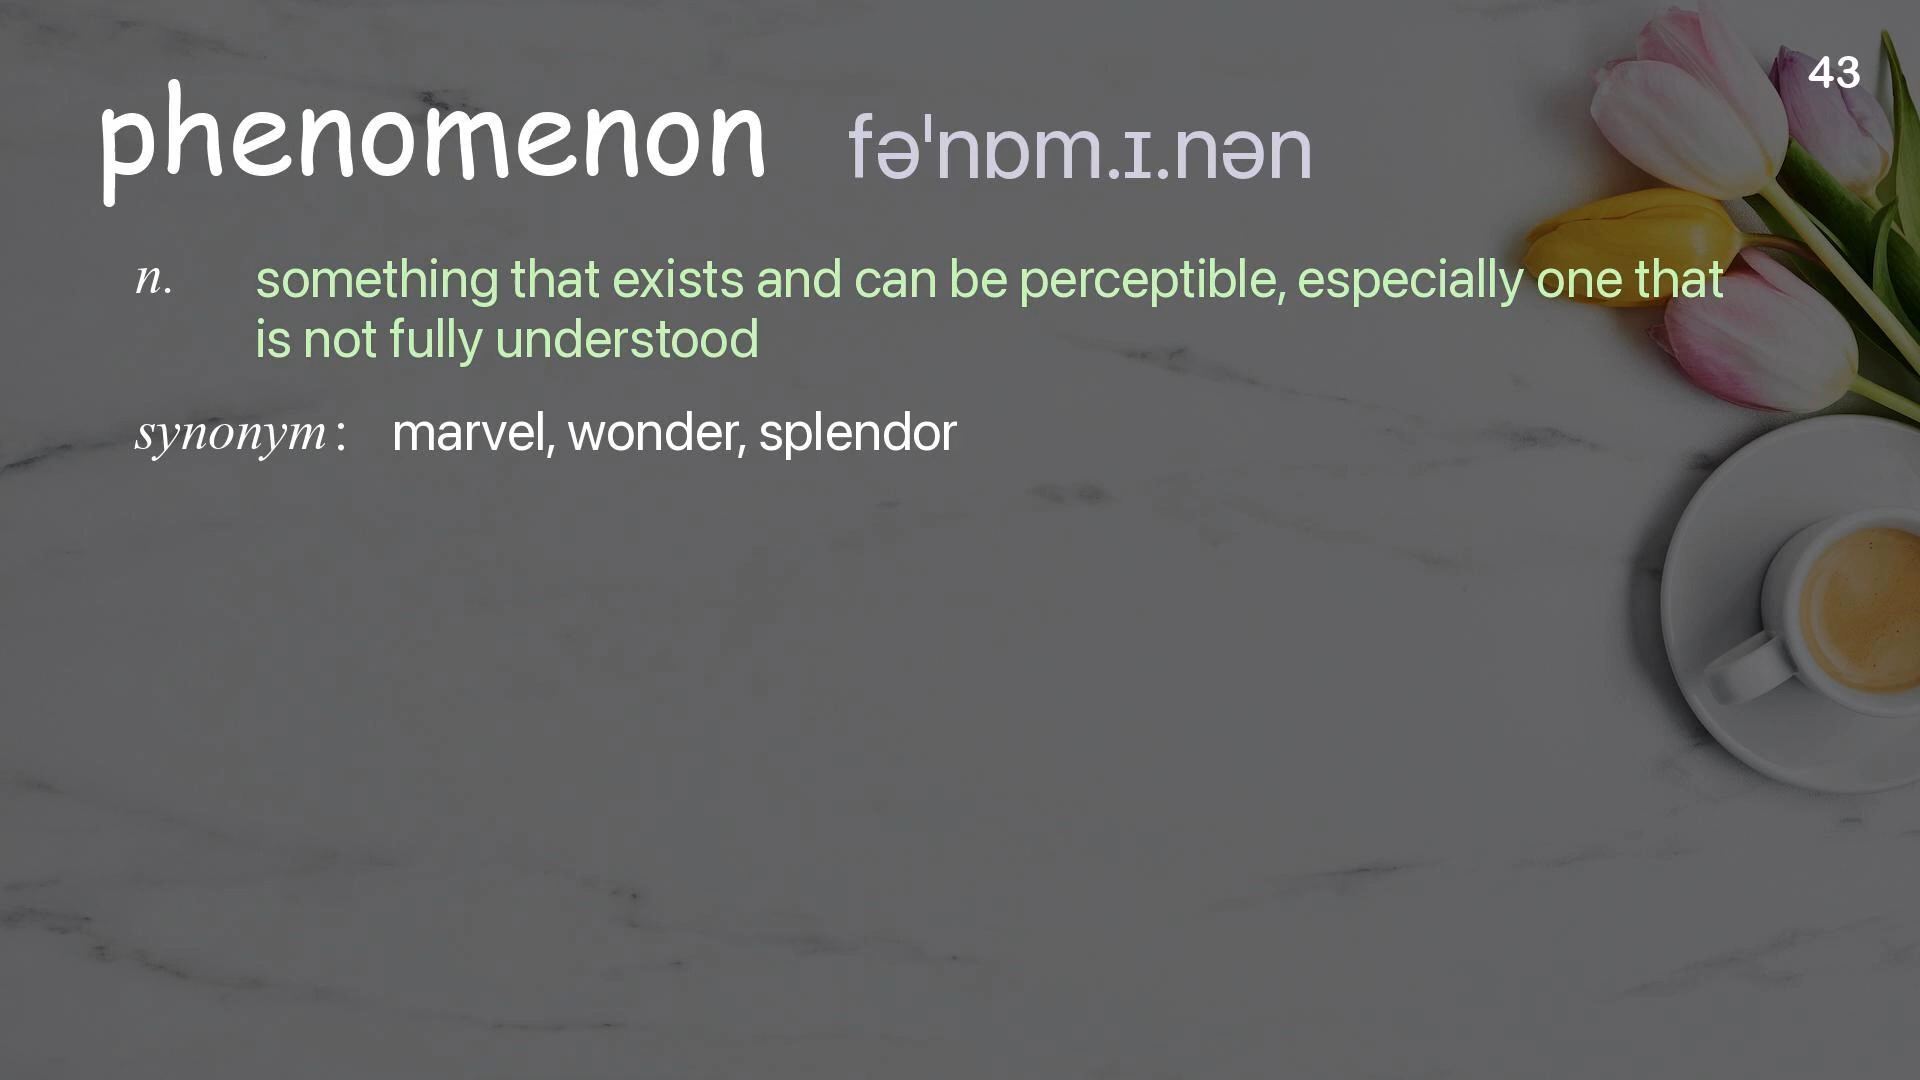 43
phenomenon fəˈnɒm.ɪ.nən
n. something that exists and can be perceptible, especially one that
is not fully understood
synonym: marvel, wonder, splendor